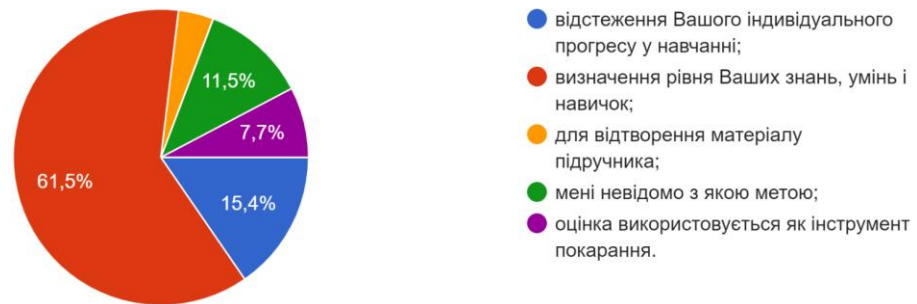 11,5%
7,7%
61,5%
15,4%
відстеження Вашого індивідуального
прогресу у навчанні;
визначення рівня Ваших знань, умінь і
навичок;
для відтворення матеріалу
підручника;
мені невідомо з якою метою;
оцінка використовується як інструмент
покарання.